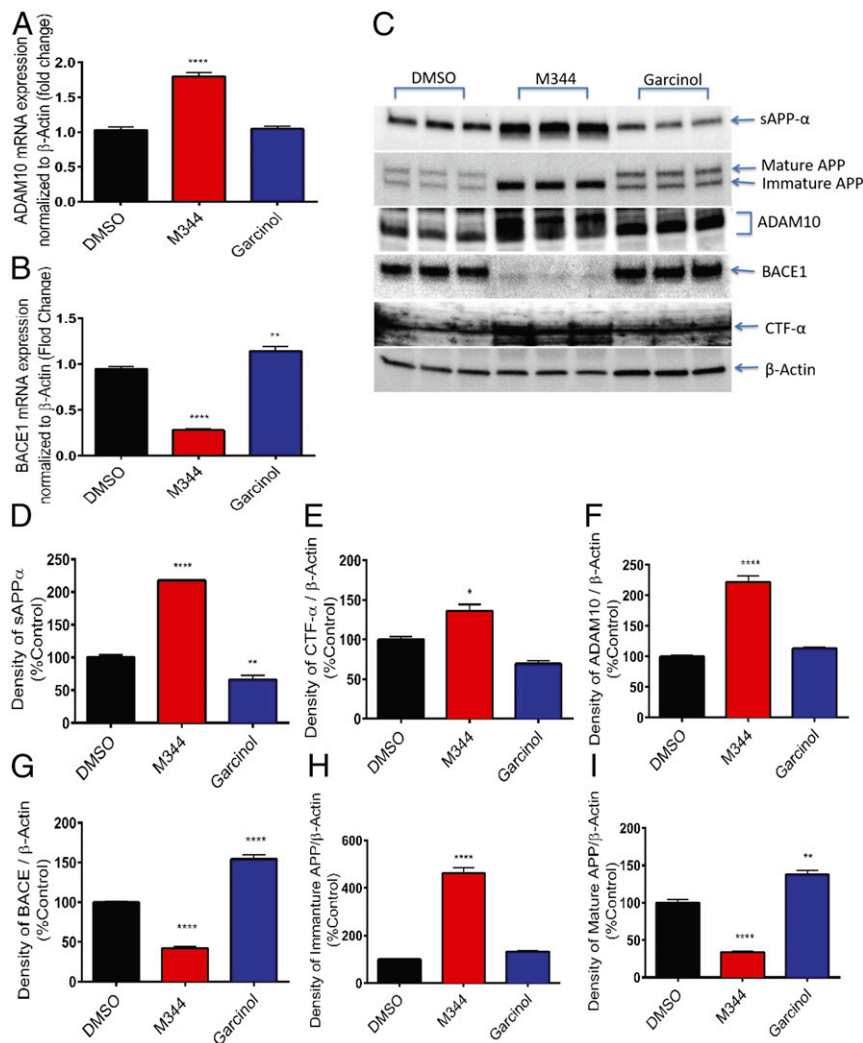 A
ADAM10 mRNA expression
normalized to β-Actin (fold change)
2.0
1.5
1.0
0.5
0.0
****
DMSO
M344
Garcinol
B
BACE1 mRNA expression
normalized to β-Actin (Flod Change)
1.5
1.0
0.5
0.0
****
**
DMSO
M344
Garcinol
C
DMSO
M344
Garcinol
sAPP-α
Mature APP
Immature APP
ADAM10
BACE1
CTF-α
β-Actin
D
Density of sAPPα
(%Control)
250
200
150
100
50
0
****
**
DMSO
M344
Garcinol
E
Density of CTF-α / β-Actin
(%Control)
200
150
100
50
0
*
DMSO
M344
Garcinol
F
Density of ADAM10 / β-Actin
(%Control)
250
200
150
100
50
0
****
DMSO
M344
Garcinol
G
Density of BACE / β-Actin
(%Control)
200
150
100
50
0
****
****
DMSO
M344
Garcinol
H
Density of Immanture APP/β-Actin
(%Control)
600
400
200
100
0
****
DMSO
M344
Garcinol
I
Density of Mature APP/β-Actin
(%Control)
200
150
100
50
0
****
**
DMSO
M344
Garcinol